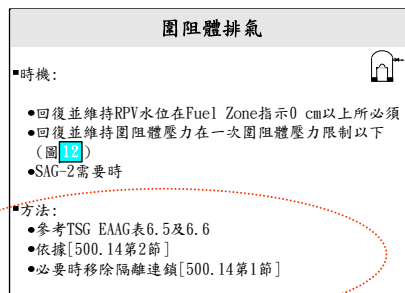 圍阻體排氣
▪時機:
●回復並維持RPV水位在Fuel Zone指示0 cm以上所必須
●回復並維持圍阻體壓力在一次圍阻體壓力限制以下
(圖12)
●SAG-2需要時
▪方法:
●參考TSG EAAG表6.5及6.6
●依據[500.14第2節]
●必要時移除隔離連鎖[500.14第1節]